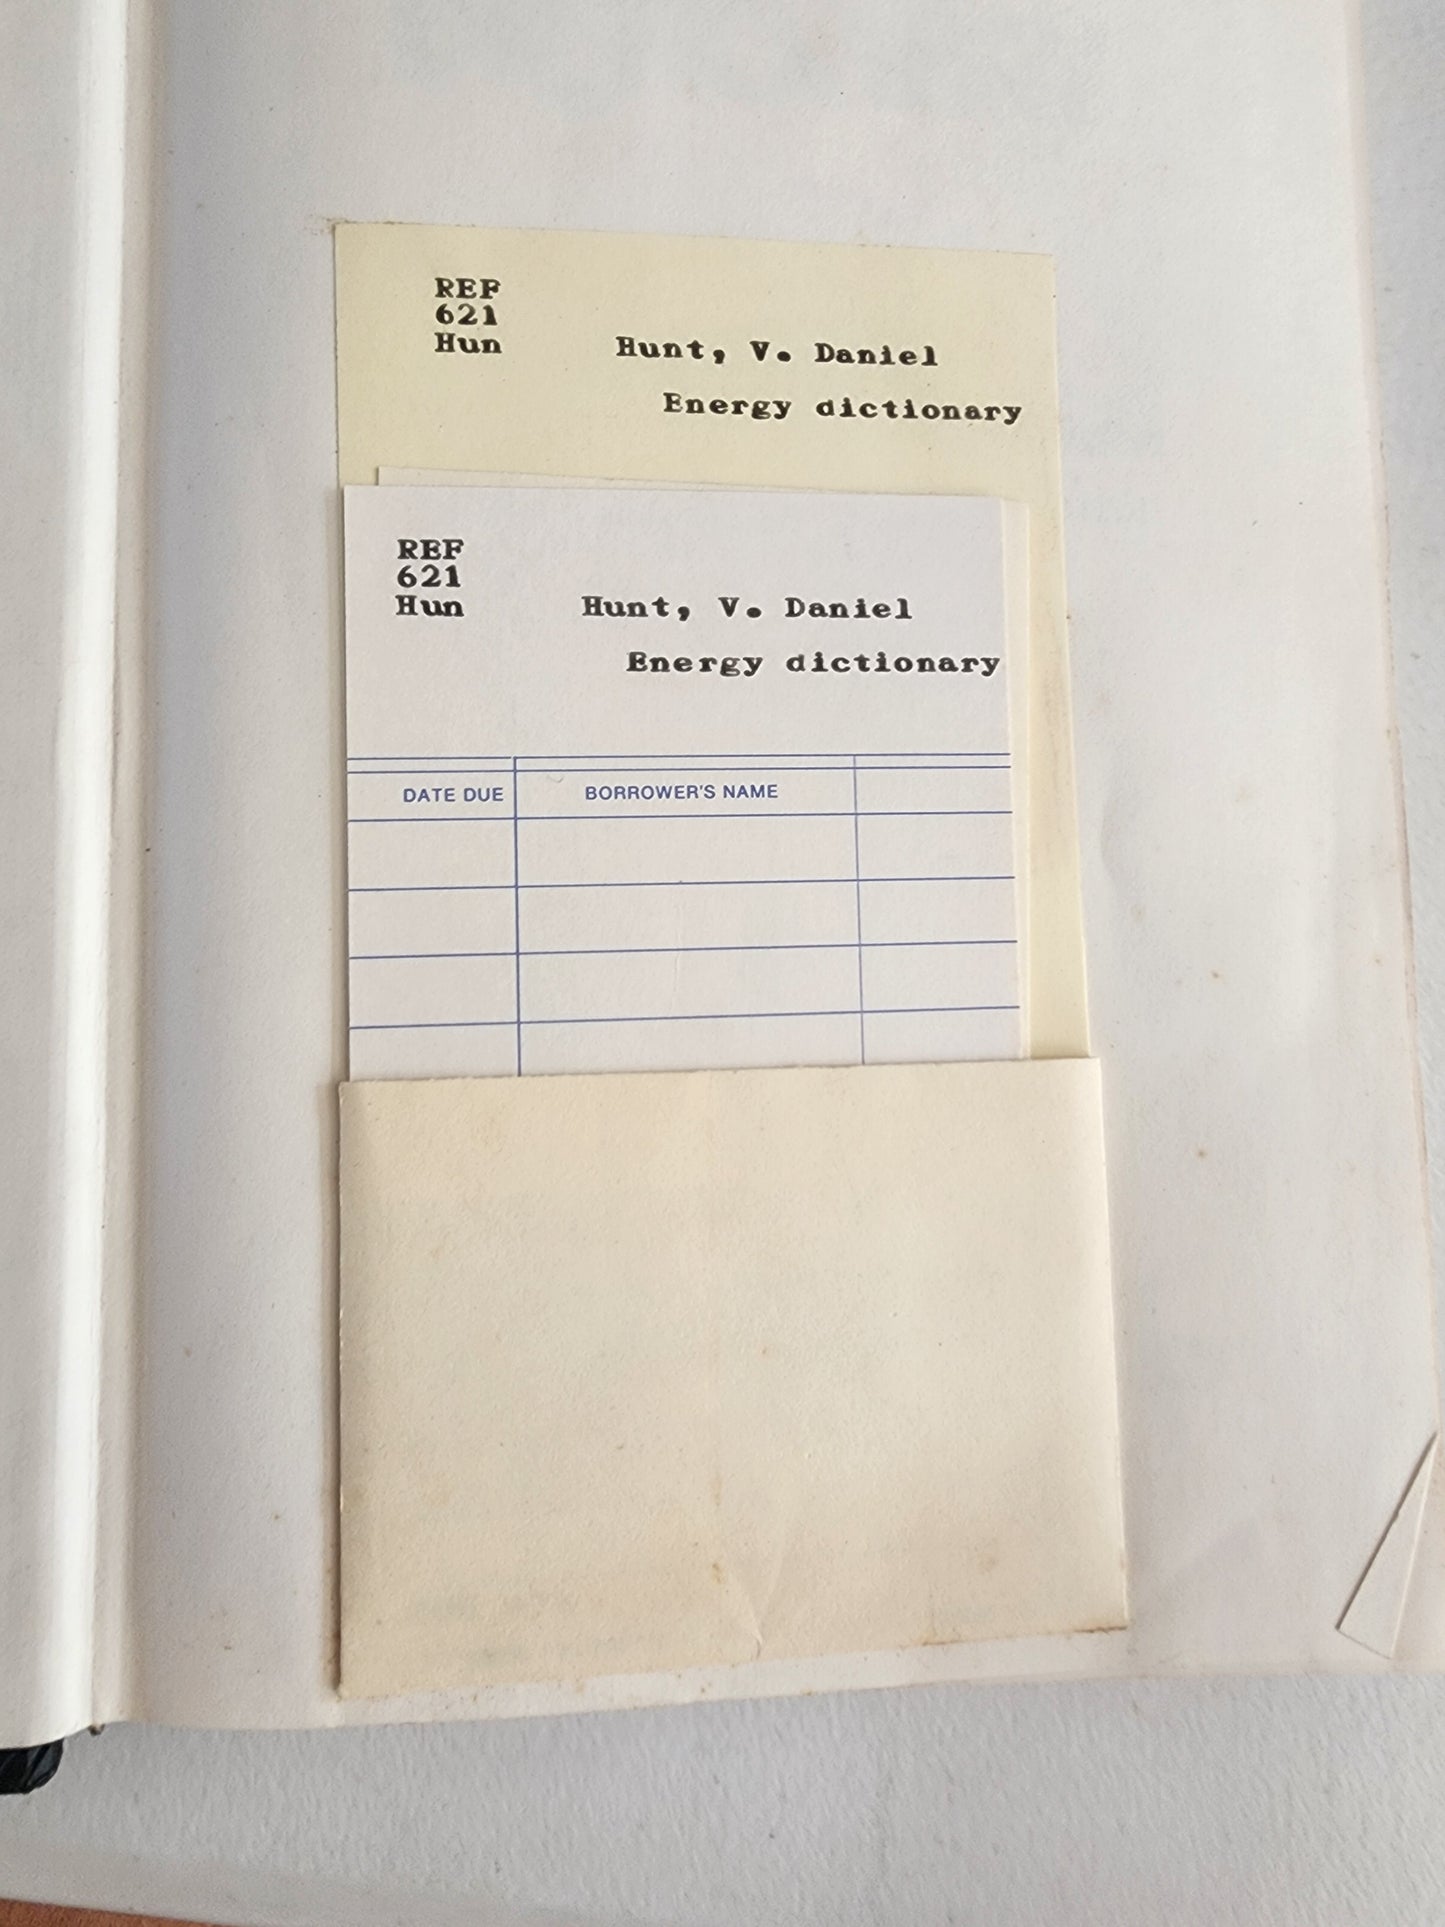 REF
621
Hun Hunt, V. Daniel
Energy dictionary
REF
621
Hun Hunt, V. Daniel
Energy dictionary
DATE DUE BORROWER'S NAME